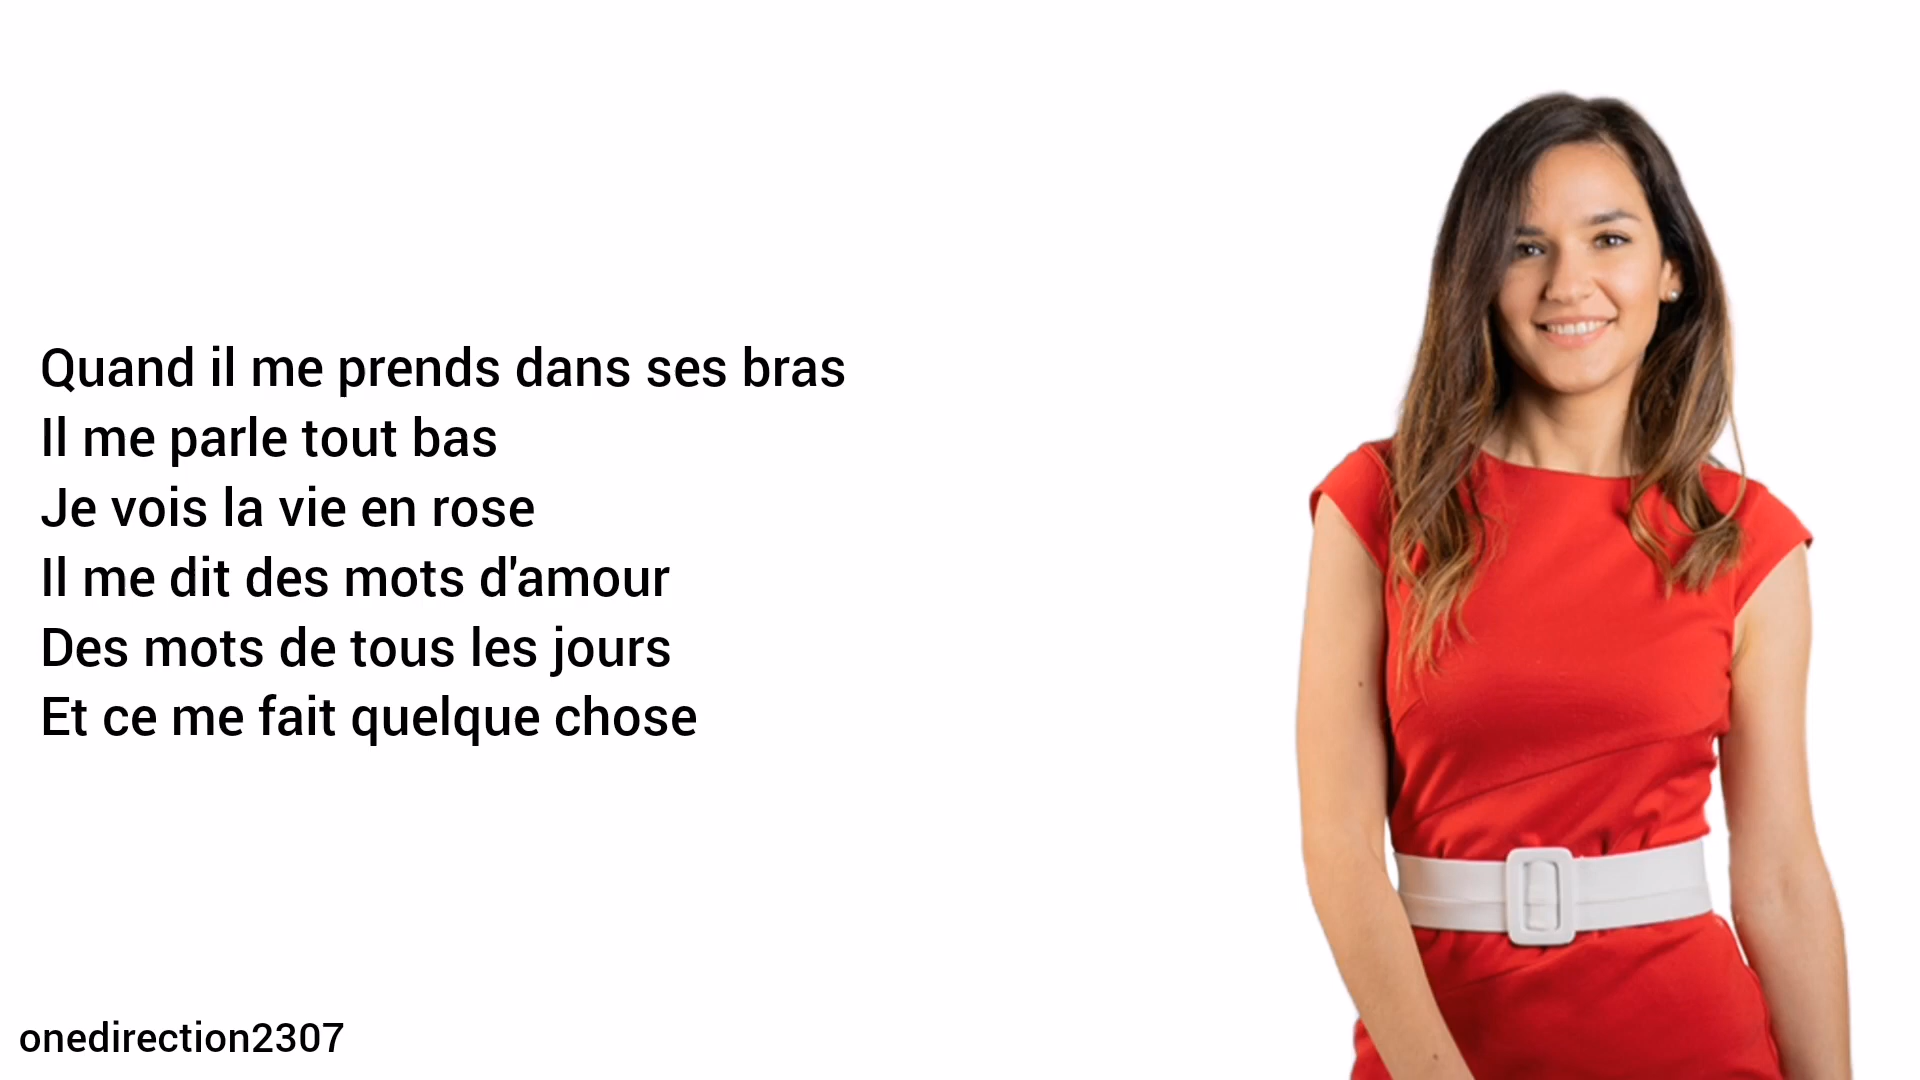 Quand il me prends dans ses bras
Il me parle tout bas
Je vois la vie en rose
Il me dit des mots d'amour
Des mots de tous les jours
Et ce me fait quelque chose
onedirection2307